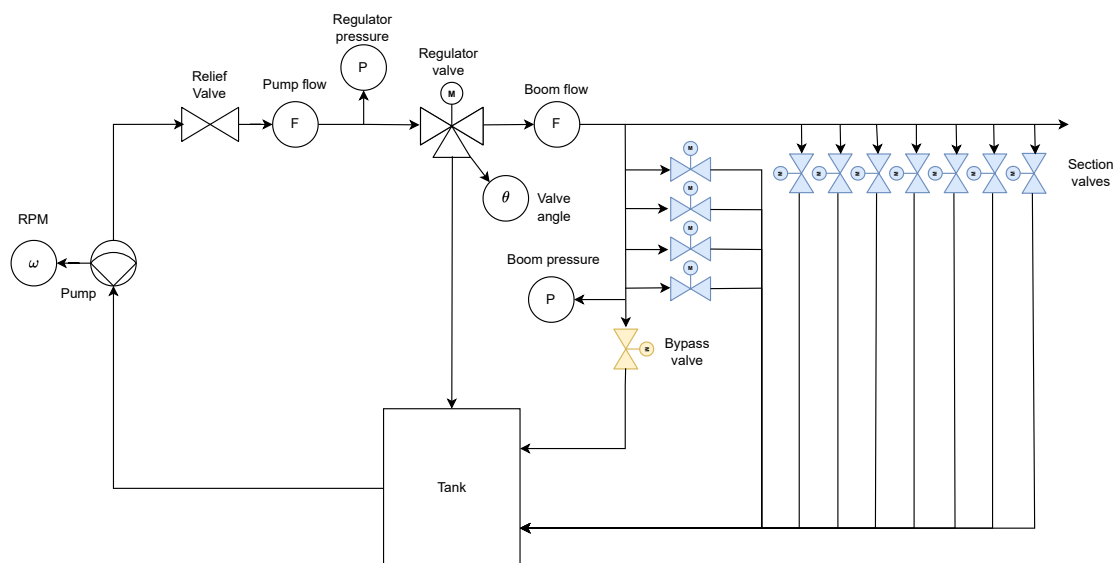 Regulator
pressure
P
Regulator
valve
M
Relief
Valve
Pump flow
F
Boom flow
F
M
M
M
M
M
M
M
M
M
M
M
Section
valves
θ
Valve
angle
RPM
ω
Pump
Boom pressure
P
M
Bypass
valve
Tank